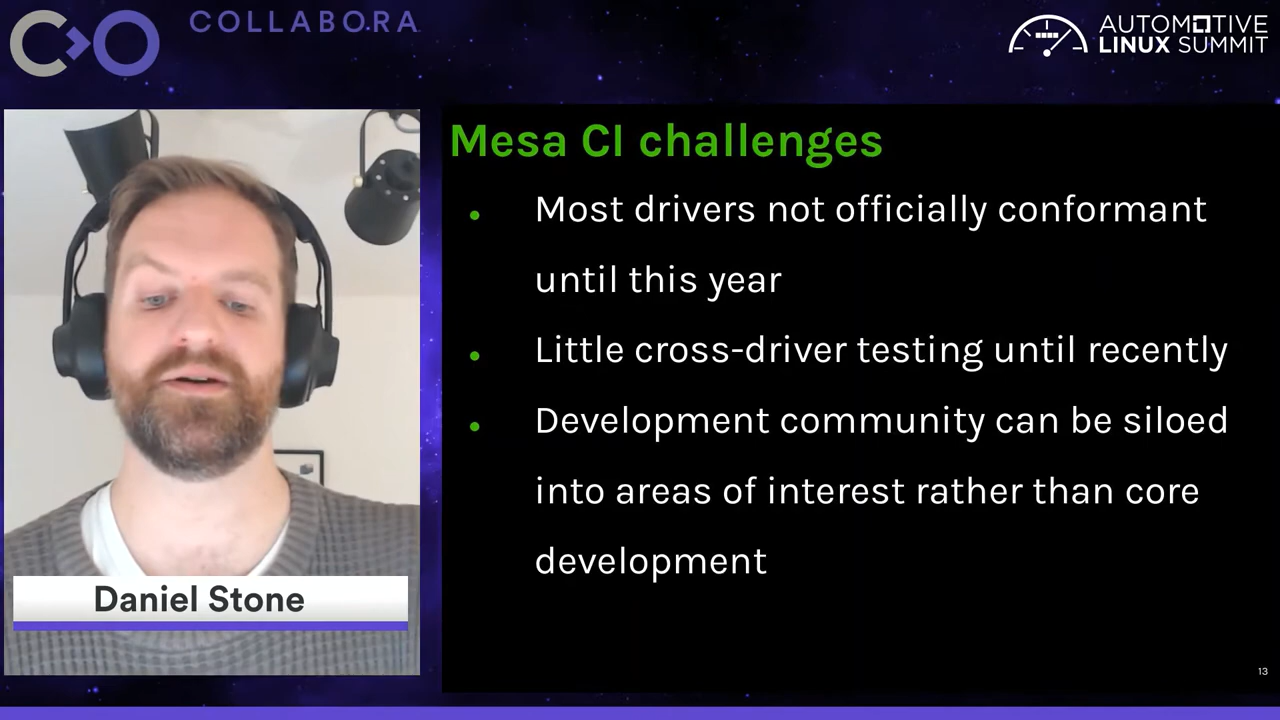 COLLABORA
AUTOMOTIVE
LINUX SUMMIT
Mesa CI challenges
Most drivers not officially conformant
until this year
Little cross-driver testing until recently
Development community can be siloed
into areas of interest rather than core
development
Daniel Stone
13